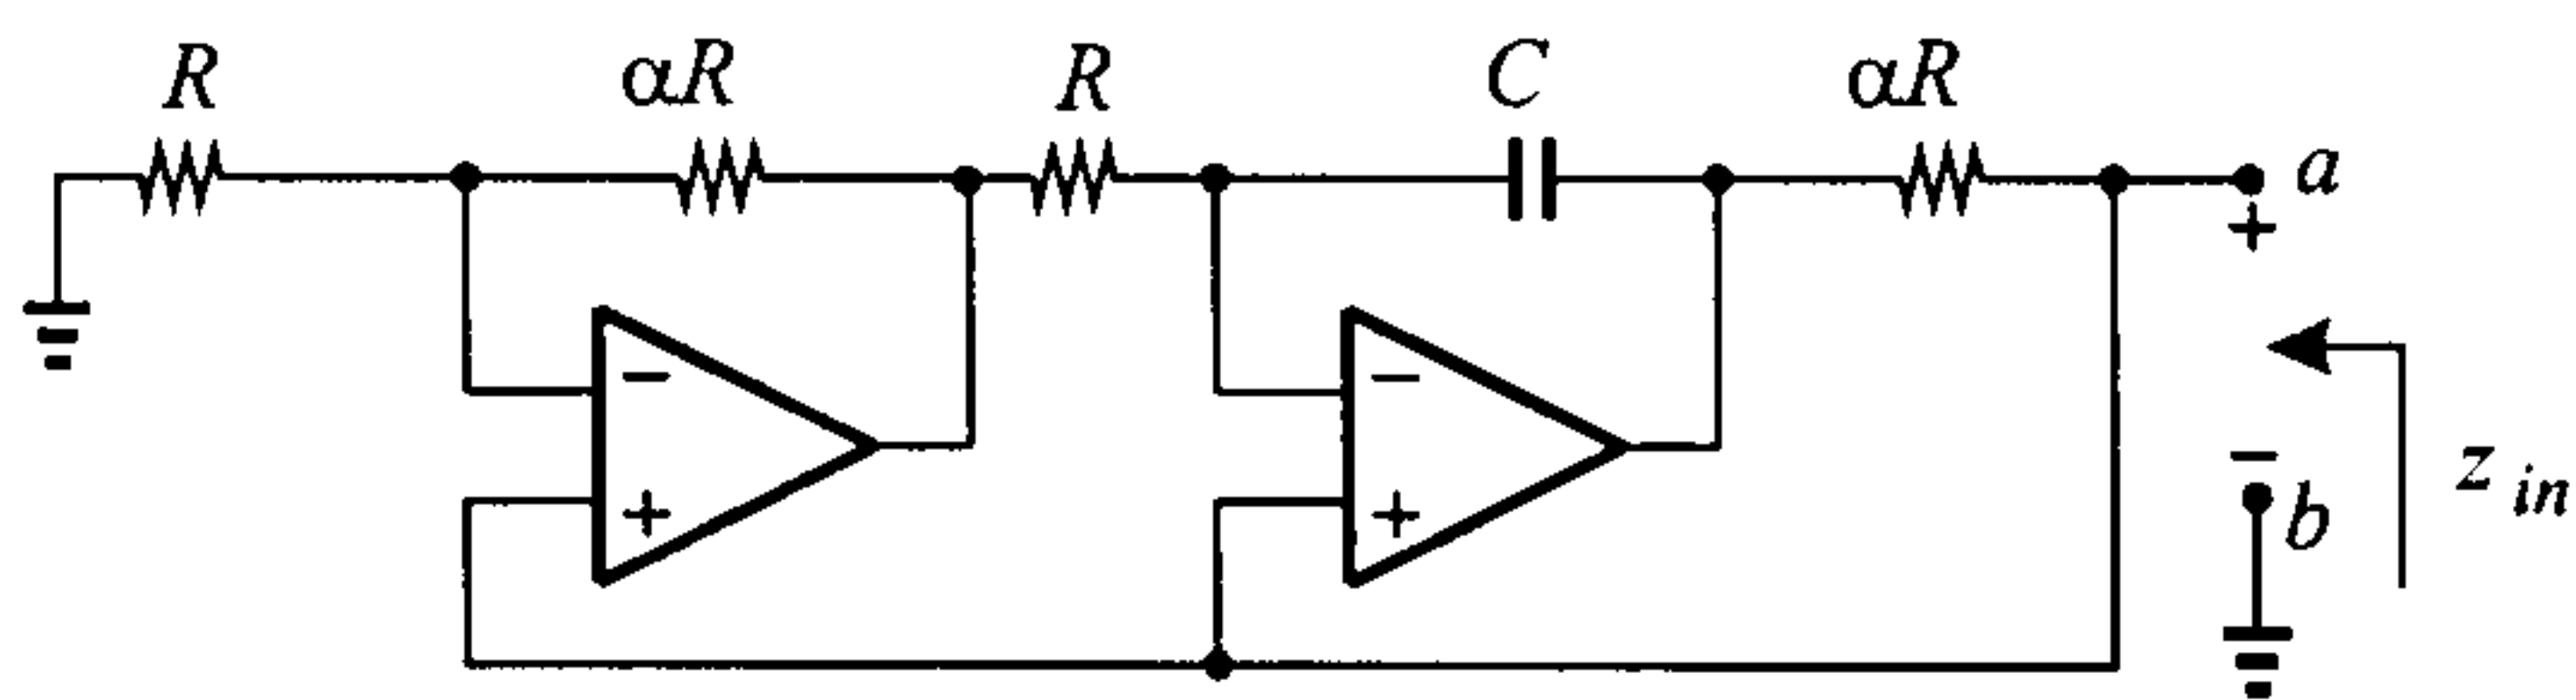 R αR R C αR
a
+
− −
+ +
−
b
z in